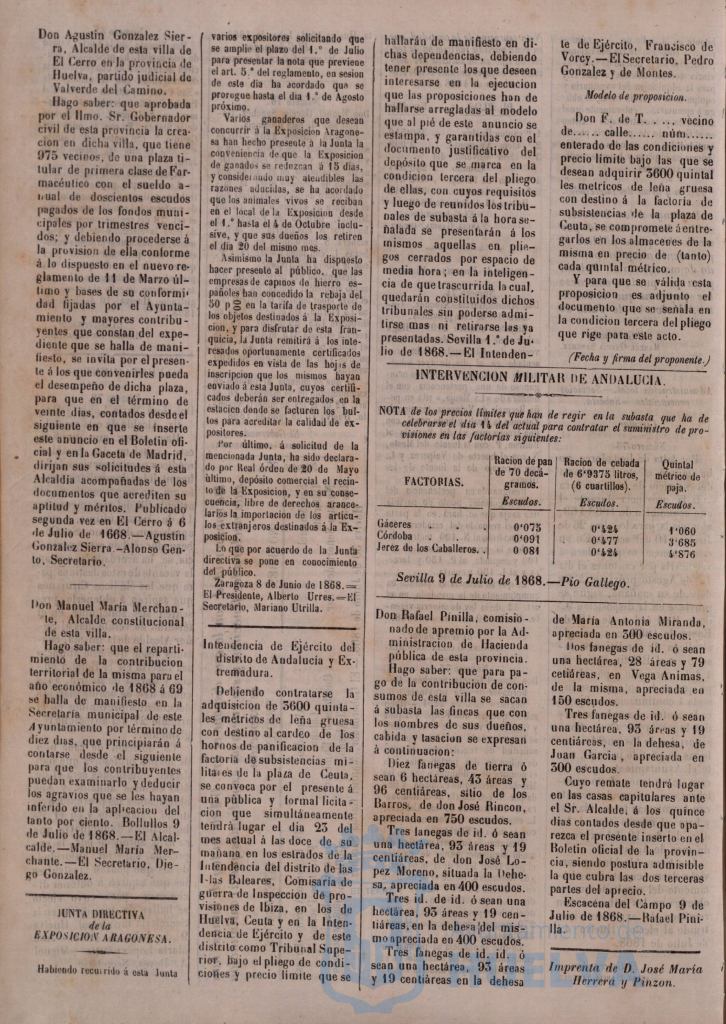 Don Agustin Gonzalez Sier-
ra, Alcalde de esta villa de
El Cerro en la provincia de
Huelva, partido judicial de
Valverde del Camino.
Hago saber: que aprobada
por el Ilmo. Sr. Gobernador
civil de esta provincia la crea-
cion en dicha villa, que tiene
975 vecinos, de una plaza ti-
tular de primera clase de Far-
macéutico con el sueldo a-
nual de doscientos escudos
pagados de los fondos muni-
cipales por trimestres venci-
dos; y debiendo procederse á
la provision de ella conforme
á lo dispuesto en el nuevo re-
glamento de 11 de Marzo úl-
timo y bases de su conformi-
dad fijadas por el Ayunta-
miento y mayores contribu-
yentes que constan del expe-
diente que se halla de mani-
fiesto, se invita por el presen-
te á los que convenirles pueda
el desempeño de dicha plaza,
para que en el término de
veinte dias, contados desde el
siguiente en que se inserte
este anuncio en el Boletin ofi-
cial y en la Gaceta de Madrid,
dirijan sus solicitudes á esta
Alcaldía acompañadas de los
documentos que acrediten su
aptitud y méritos. Publicado
segunda vez en El Cerro á 6
de Julio de 1668.—Agustin
Gonzalez Sierra.-Alonso Gen-
to, Secretario.
Don Manuel María Mercha-
te, Alcalde constitucional
de esta villa.
Hago saber: que el reparti-
miento de la contribucion
territorial de la misma para el
año económico de 1868 á 69
se halla de manifiesto en la
Secretaría municipal de este
Ayuntamiento por término de
diez dias, que principiarán á
contarse desde el siguiente
para que los contribuyentes
puedan examinarlo y deducir
los agravios que se les hayan
inferido en la aplicacion del
tanto por ciento. Bollullos 9
de Julio de 1868.—El Alcal-
calde.—Manuel María Mer-
chante.—El Secretario, Die-
go Gonzalez.
JUNTA DIRECTIVA
de la
EXPOSICION ARAGONESA.
Habiendo recurrido á esta Junta
varios expositores solicitando que
se amplie el plazo del 1.º de Julio
para presentar la nota que previene
el art. 5.º del reglamento, en sesion
de este dia ha acordado que se
prorogue hasta el dia 1.º de Agosto
próximo.
Varios ganaderos que desean
concurrir á la Exposicion Aragone-
sa han hecho presente á la Junta la
conveniencia de que la Exposicion
de ganados se reduzca á 15 dias,
y considerando muy atendibles las
razones aducidas, se ha acordado
que los animales vivos se reciban
en el local de la Exposicion desde
el 1.º hasta el 4 de Octubre inclu-
sive, y que sus dueños los retiren
el dia 20 del mismo mes.
Asimismo la Junta ha dispuesto
hacer presente al público, que las
empresas de caminos de hierro es-
pañoles han concedido la rebaja del
50 p% en la tarifa de trasporte de
los objetos destinados á la Exposi-
cion, y para disfrutar de esta fran-
quicia, la Junta remitirá á los inte-
resados oportunamente certificados
expedidos en vista de las hojas de
inscripcion que los mismos hayan
enviado á esta Junta, cuyos certifi-
cados deberán ser entregados en la
estacion donde se facturen los bul-
tos para acreditar la calidad de ex-
positores.
Por último, á solicitud de la
mencionada Junta, ha sido declara-
do por Real órden de 20 de Mayo
último, depósito comercial el recin-
to de la Exposicion, y en su conse-
cuencia, libre de derechos arance-
larios la importacion de los artícu-
los extranjeros destinados á la Ex-
posicion.
Lo que por acuerdo de la Junta
directiva se pone en conocimiento
del público.
Zaragoza 8 de Junio de 1868.—
El Presidente, Alberto Urres.—El
Secretario, Mariano Utrilla.
Intendencia de Ejército del
distrito de Andalucía y Ex-
tremadura.
Debiendo contratarse la
adquisicion de 3600 quinta-
les métricos de leña gruesa
con destino al cardeo de los
hornos de panificacion de la
factoría de subsistencias mi-
litares de la plaza de Ceuta,
se convoca por el presente á
una pública y formal licita-
cion que simultáneamente
tendrá lugar el dia 23 del
mes actual á las doce de su
mañana en los estrados de la
Intendencia del distrito de las
Islas Baleares, Comisaría de
guerra de Inspeccion de pro-
visiones de Ibiza, en los de
Huelva, Ceuta y en la Inten-
dencia de Ejército y de este
distrito como Tribunal Supe-
rior, bajo el pliego de condi-
ciones y precio límite que se
hallarán de manifiesto en di-
chas dependencias, debiendo
tener presente los que deseen
interesarse en la ejecucion
que las proposiciones han de
hallarse arregladas al modelo
que al pié de este anuncio se
estampa, y garantidas con el
documento justificativo del
depósito que se marca en la
condicion tercera del pliego
de ellas, con cuyos requisitos
y luego de reunidos los tribu-
nales de subasta á la hora se-
ñalada se presentarán á los
mismos aquellas en plie-
gos cerrados por espacio de
media hora; en la inteligen-
cia de que trascurrida la cual,
quedarán constituidos dichos
tribunales sin poderse admi-
tirse mas ni retirarse las ya
presentadas. Sevilla 1.º de Ju-
lio de 1868.—El Intenden-
te de Ejército, Francisco de
Vorcy.—El Secretario, Pedro
Gonzalez y de Montes.
Modelo de proposicion.
Don F. de T. . ... vecino
de...... calle...... núm......
enterado de las condiciones y
precio límite bajo las que se
desean adquirir 3600 quintal
les metricos de leña gruesa
con destino á la factoría de
subsistencias de la plaza de
Ceuta, se compromete á entre-
garlos en los almacenes de la
misma en precio de (tanto)
cada quintal métrico.
Y para que se válida esta
proposicion es adjunto el
documento que se señala en
la condicion tercera del pliego
que rige para este acto.
(Fecha y firma del proponente.)
INTERVENCION MILITAR DE ANDALUCIA.
NOTA de los precios límites que han de regir en la subasta que ha de
celebrarse el dia 14 del actual para contratar el suministro de pro-
visiones en las factorías siguientes:
FACTORIAS. Racion de pan de 70 decá- gramos. Escudos. Racion de cebada de 6'9375 litros, (6 cuartillos). Escudos. Quintal métrico de paja. Escudos.
Cáceres . . . 0'075 0'424 1'060
Córdoba . . . 0'091 0'477 3'685
Jerez de los Caballeros. . 0 081 0'424 4'876
Sevilla 9 de Julio de 1868.—Pio Gallego.
Don Rafael Pinilla, comisio-
nado de apremio por la Ad-
ministracion de Hacienda
pública de esta provincia.
Hago saber: que para pa-
go de la contribucion de con-
sumos de esta villa se sacan
á subasta las fincas que con
los nombres de sus dueños,
cabida y tasacion se expresan
á continuacion:
Diez fanegas de tierra ó
sean 6 hectáreas, 43 áreas y
96 centiáreas, sitio de los
Barros, de don José Rincon,
apreciada en 750 escudos.
Tres fanegas de id. ó sean
una hectárea, 93 áreas y 19
centiáreas, de don José Lo-
pez Moreno, situada la Dehe-
sa, apreciada en 400 escudos.
Tres id. de id. ó sean una
hectárea, 93 áreas y 19 cen-
tiáreas, en la dehesa del mis-
mo apreciada en 400 escudos.
Tres fanegas de id. ó
sean una hectárea, 93 áreas
y 19 centiáreas en la dehesa
de María Antonia Miranda,
apreciada en 300 escudos.
Dos fanegas de id. ó sean
una hectárea, 28 áreas y 79
cetiáreas, en Vega Animas,
de la misma, apreciada en
150 escudos.
Tres fanegas de id. ó sean
una hectárea, 93 áreas y 19
centiáreas, en la dehesa, de
Juan Garcia, apreciada en
300 escudos.
Cuyo remate tendrá lugar
en las casas capitulares ante
el Sr. Alcalde, á los quince
dias contados desde que apa-
rezca el presente inserto en el
Boletin oficial de la provin-
cia, siendo postura admisible
la que cubra las dos terceras
partes del aprecio.
Escacena del Campo 9 de
Julio de 1868.—Rafael Pini-
lla.
Imprenta de D. José María
Herrera y Pinzon.